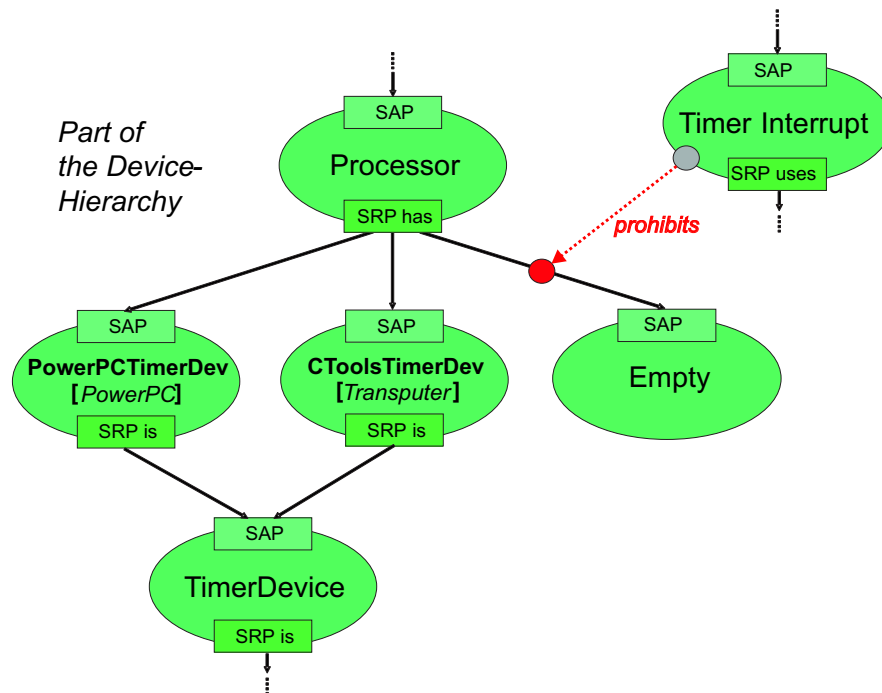 Part of
the Device-
Hierarchy
SAP
Processor
SRP has
SAP
Timer Interrupt
SRP uses
prohibits
SAP
PowerPCTimerDev
[PowerPC]
SRP is
SAP
CToolsTimerDev
[Transputer]
SRP is
SAP
Empty
SAP
TimerDevice
SRP is